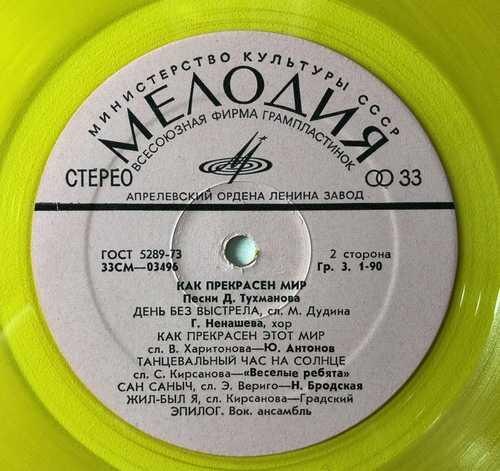 МИНИСТЕРСТВО КУЛЬТУРЫ СССР
МЕЛОДИЯ
ВСЕСОЮЗНАЯ ФИРМА ГРАМПЛАСТИНОК
СТЕРЕО 33
АПРЕЛЕВСКИЙ ОРДЕНА ЛЕНИНА ЗАВОД
ГОСТ 5289-73 2 сторона
33СМ—03496 Гр. 3. 1-90
КАК ПРЕКРАСЕН МИР
Песни Д. Тухманова
ДЕНЬ БЕЗ ВЫСТРЕЛА, сл. М. Дудина
Г. Ненашева, хор
КАК ПРЕКРАСЕН ЭТОТ МИР
сл. В. Харитонова—Ю. Антонов
ТАНЦЕВАЛЬНЫЙ ЧАС НА СОЛНЦЕ
сл. С. Кирсанова—«Веселые ребята»
САН САНЫЧ, сл. Э. Вериго—Н. Бродская
ЖИЛ-БЫЛ Я, сл. Кирсанова—Градский
ЭПИЛОГ. Вок. ансамбль